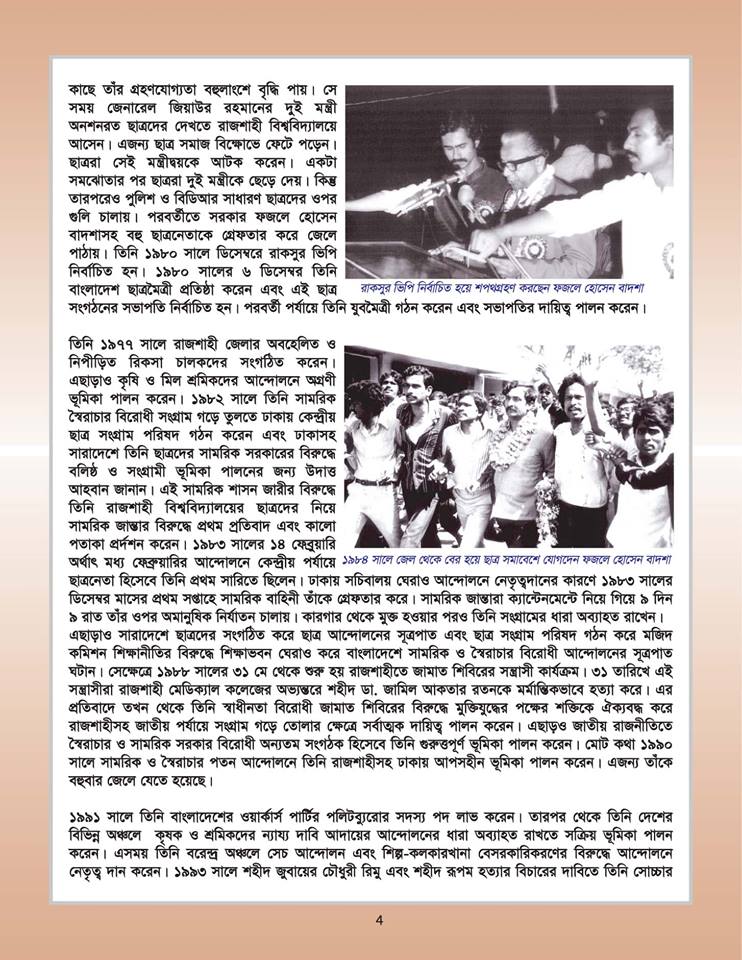 কাছে তাঁর গ্রহণযোগ্যতা বহুলাংশে বৃদ্ধি পায়। সে
সময় জেনারেল জিয়াউর রহমানের দুই মন্ত্রী
অনশনরত ছাত্রদের দেখতে রাজশাহী বিশ্ববিদ্যালয়ে
আসেন। এজন্য ছাত্র সমাজ বিক্ষোভে ফেটে পড়েন।
ছাত্ররা সেই মন্ত্রীদ্বয়কে আটক করেন। একটা
সমঝোতার পর ছাত্ররা দুই মন্ত্রীকে ছেড়ে দেয়। কিন্তু
তারপরেও পুলিশ ও বিডিআর সাধারণ ছাত্রদের ওপর
গুলি চালায়। পরবর্তীতে সরকার ফজলে হোসেন
বাদশাসহ বহু ছাত্রনেতাকে গ্রেফতার করে জেলে
পাঠায়। তিনি ১৯৮০ সালে ডিসেম্বরে রাকসুর ভিপি
নির্বাচিত হন। ১৯৮০ সালের ৬ ডিসেম্বর তিনি
বাংলাদেশ ছাত্রমৈত্রী প্রতিষ্ঠা করেন এবং এই ছাত্র
রাকসুর ভিপি নির্বাচিত হয়ে শপথগ্রহণ করছেন ফজলে হোসেন বাদশা
সংগঠনের সভাপতি নির্বাচিত হন। পরবর্তী পর্যায়ে তিনি যুবমৈত্রী গঠন করেন এবং সভাপতির দায়িত্ব পালন করেন।
তিনি ১৯৭৭ সালে রাজশাহী জেলার অবহেলিত ও
নিপীড়িত রিকসা চালকদের সংগঠিত করেন।
এছাড়াও কৃষি ও মিল শ্রমিকদের আন্দোলনে অগ্রণী
ভূমিকা পালন করেন। ১৯৮২ সালে তিনি সামরিক
স্বৈরাচার বিরোধী সংগ্রাম গড়ে তুলতে ঢাকায় কেন্দ্রীয়
ছাত্র সংগ্রাম পরিষদ গঠন করেন এবং ঢাকাসহ
সারাদেশে তিনি ছাত্রদের সামরিক সরকারের বিরুদ্ধে
বলিষ্ঠ ও সংগ্রামী ভূমিকা পালনের জন্য উদাত্ত
আহবান জানান। এই সামরিক শাসন জারীর বিরুদ্ধে
তিনি রাজশাহী বিশ্ববিদ্যালয়ের ছাত্রদের নিয়ে
সামরিক জান্তার বিরুদ্ধে প্রথম প্রতিবাদ এবং কালো
পতাকা প্রর্দশন করেন। ১৯৮৩ সালের ১৪ ফেব্রুয়ারি
অর্থাৎ মধ্য ফেব্রুয়ারির আন্দোলনে কেন্দ্রীয় পর্যায়ে
১৯৮৪ সালে জেল থেকে বের হয়ে ছাত্র সমাবেশে যোগদেন ফজলে হোসেন বাদশা
ছাত্রনেতা হিসেবে তিনি প্রথম সারিতে ছিলেন। ঢাকায় সচিবালয় ঘেরাও আন্দোলনে নেতৃত্বদানের কারণে ১৯৮৩ সালের
ডিসেম্বর মাসের প্রথম সপ্তাহে সামরিক বাহিনী তাঁকে গ্রেফতার করে। সামরিক জান্তারা ক্যান্টেনমেন্টে নিয়ে গিয়ে ৯ দিন
৯ রাত তাঁর ওপর অমানুষিক নির্যাতন চালায়। কারাগার থেকে মুক্ত হওয়ার পরও তিনি সংগ্রামের ধারা অব্যাহত রাখেন।
এছাড়াও সারাদেশে ছাত্রদের সংগঠিত করে ছাত্র আন্দোলনের সূত্রপাত এবং ছাত্র সংগ্রাম পরিষদ গঠন করে মজিদ
কমিশন শিক্ষানীতির বিরুদ্ধে শিক্ষাভবন ঘেরাও করে বাংলাদেশে সামরিক ও স্বৈরাচার বিরোধী আন্দোলনের সূত্রপাত
ঘটান। সেক্ষেত্রে ১৯৮৮ সালের ৩১ মে থেকে শুরু হয় রাজশাহীতে জামাত শিবিরের সন্ত্রাসী কার্যক্রম। ৩১ তারিখে এই
সন্ত্রাসীরা রাজশাহী মেডিক্যাল কলেজের অভ্যন্তরে শহীদ ডা. জামিল আকতার রতনকে মর্মান্তিকভাবে হত্যা করে। এর
প্রতিবাদে তখন থেকে তিনি স্বাধীনতা বিরোধী জামাত শিবিরের বিরুদ্ধে মুক্তিযুদ্ধের পক্ষের শক্তিকে ঐক্যবদ্ধ করে
রাজশাহীসহ জাতীয় পর্যায়ে সংগ্রাম গড়ে তোলার ক্ষেত্রে সর্বাত্মক দায়িত্ব পালন করেন। এছাড়ও জাতীয় রাজনীতিতে
স্বৈরাচার ও সামরিক সরকার বিরোধী অন্যতম সংগঠক হিসেবে তিনি গুরুত্তপূর্ণ ভূমিকা পালন করেন। মোট কথা ১৯৯০
সালে সামরিক ও স্বৈরাচার পতন আন্দোলনে তিনি রাজশাহীসহ ঢাকায় আপসহীন ভূমিকা পালন করেন। এজন্য তাঁকে
বহুবার জেলে যেতে হয়েছে।
১৯৯১ সালে তিনি বাংলাদেশের ওয়ার্কার্স পার্টির পলিটব্যুরোর সদস্য পদ লাভ করেন। তারপর থেকে তিনি দেশের
বিভিন্ন অঞ্চলে কৃষক ও শ্রমিকদের ন্যায্য দাবি আদায়ের আন্দোলনের ধারা অব্যাহত রাখতে সক্রিয় ভূমিকা পালন
করেন। এসময় তিনি বরেন্দ্র অঞ্চলে সেচ আন্দোলন এবং শিল্প-কলকারখানা বেসরকারিকরণের বিরুদ্ধে আন্দোলনে
নেতৃত্ব দান করেন। ১৯৯৩ সালে শহীদ জুবায়ের চৌধুরী রিমু এবং শহীদ রূপম হত্যার বিচারের দাবিতে তিনি সোচ্চার
4